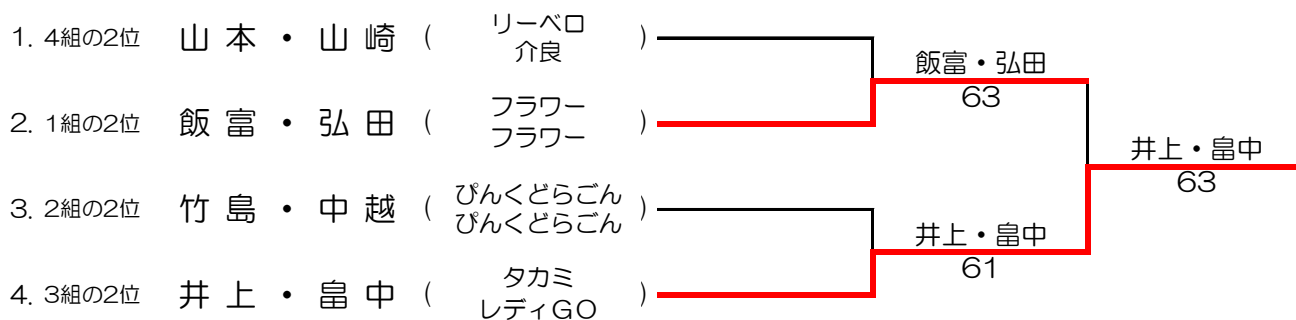 1. 4組の2位 山本・山崎 ( リーベロ 介良 )
飯富・弘田
63
2. 1組の2位 飯富・弘田 ( フラワー フラワー )
井上・畠中
63
3. 2組の2位 竹島・中越 ( ぴんくどらごん ぴんくどらごん )
井上・畠中
61
4. 3組の2位 井上・畠中 ( タカミ レディGO )